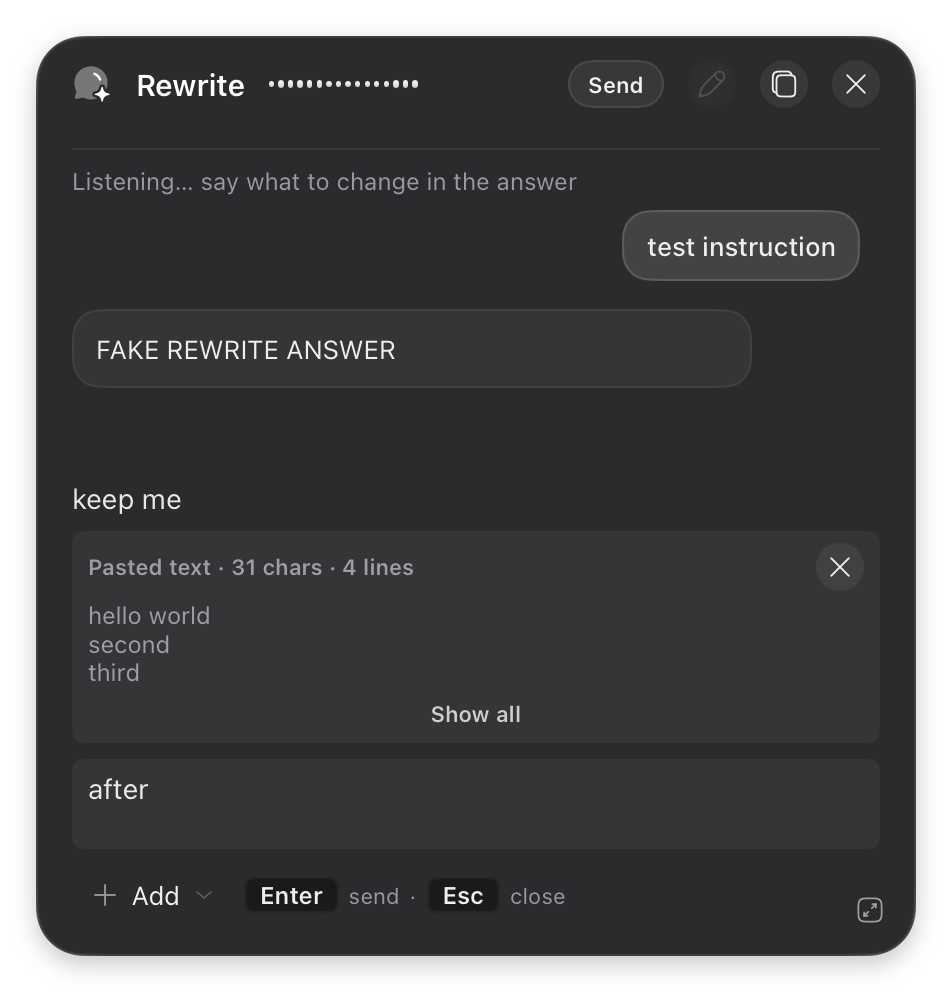 Rewrite
Send
Listening... say what to change in the answer
test instruction
FAKE REWRITE ANSWER
keep me
Pasted text · 31 chars · 4 lines
hello world
second
third
Show all
after
Add Enter send · Esc close